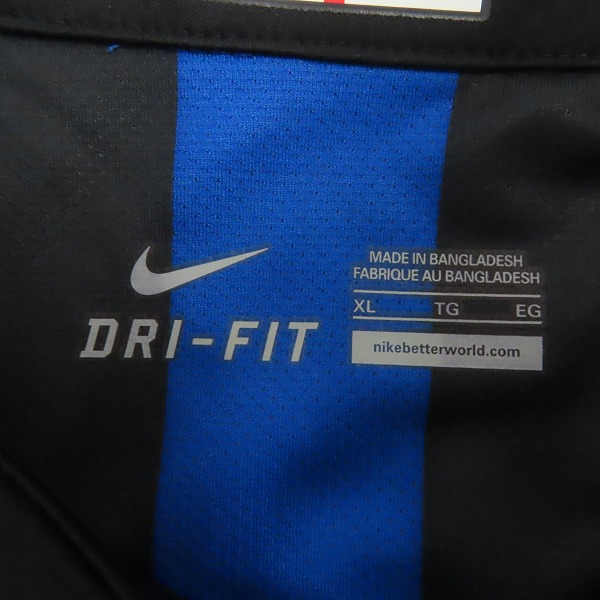 DRI-FIT
MADE IN BANGLADESH
FABRIQUE AU BANGLADESH
XL TG EG
nikebetterworld.com